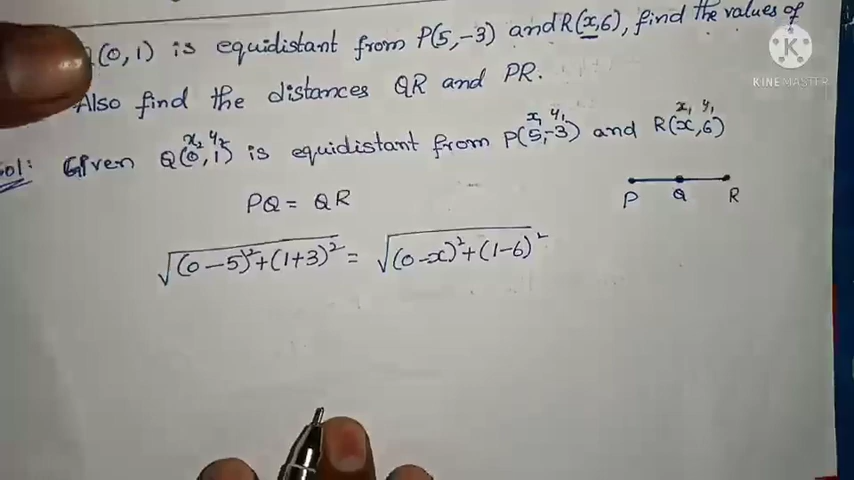 (0,1) is equidistant from P(5,-3) and R(x,6), find the values of
Also find the distances QR and PR.
Sol: Given Q(0,1) is equidistant from P(5,-3) and R(x,6)
x₂ y₂ x₁ y₁ x₁ y₁
PQ = QR
P Q R
√(0-5)²+(1+3)² = √(0-x)²+(1-6)²
K
KINEMASTER